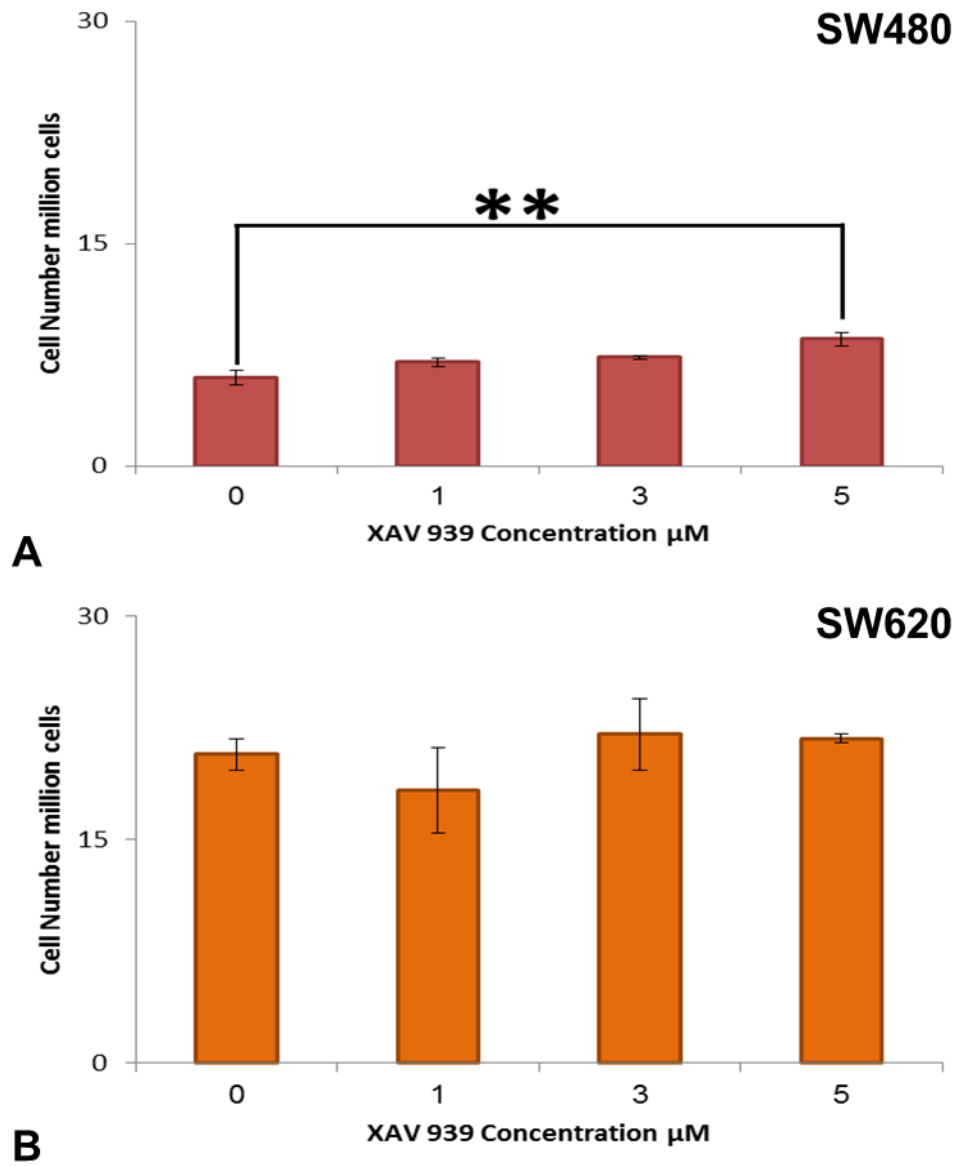 SW480
30
15
0
Cell Number million cells
**
0 1 3 5
XAV 939 Concentration µM
A
SW620
30
15
0
Cell Number million cells
0 1 3 5
XAV 939 Concentration µM
B